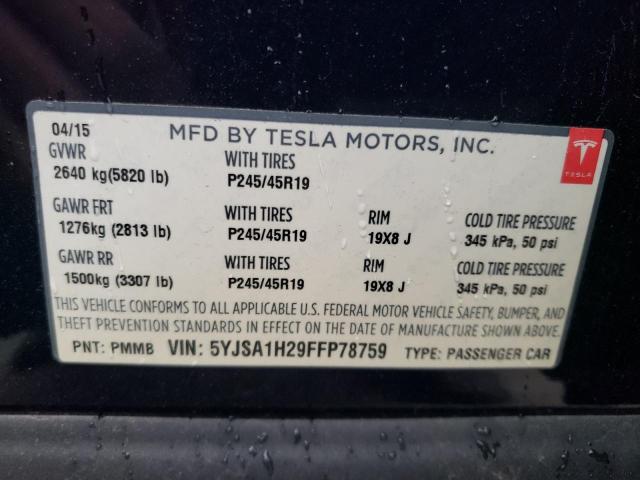 04/15 MFD BY TESLA MOTORS, INC.
GVWR WITH TIRES
2640 kg(5820 lb) P245/45R19
TESLA
GAWR FRT WITH TIRES RIM COLD TIRE PRESSURE
1276kg (2813 lb) P245/45R19 19X8 J 345 kPa, 50 psi
GAWR RR WITH TIRES RIM COLD TIRE PRESSURE
1500kg (3307 lb) P245/45R19 19X8 J 345 kPa, 50 psi
THIS VEHICLE CONFORMS TO ALL APPLICABLE U.S. FEDERAL MOTOR VEHICLE SAFETY, BUMPER, AND
THEFT PREVENTION STANDARDS IN EFFECT ON THE DATE OF MANUFACTURE SHOWN ABOVE.
PNT: PMMB VIN: 5YJSA1H29FFP78759 TYPE: PASSENGER CAR